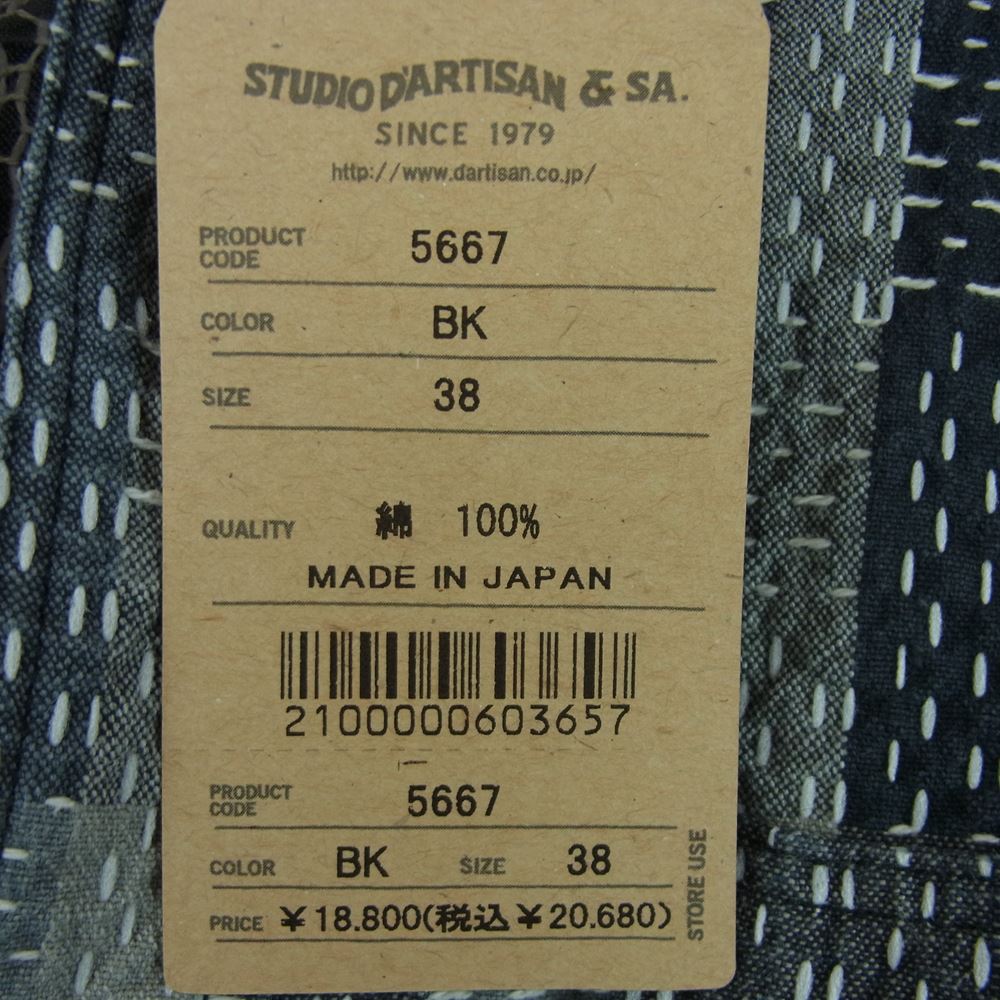 STUDIO D'ARTISAN & SA.
SINCE 1979
http://www.dartisan.co.jp/
PRODUCT CODE 5667
COLOR BK
SIZE 38
QUALITY 綿 100%
MADE IN JAPAN
2100000603657
PRODUCT CODE 5667
COLOR BK SIZE 38
PRICE ¥18.800(税込¥20.680)
STORE USE